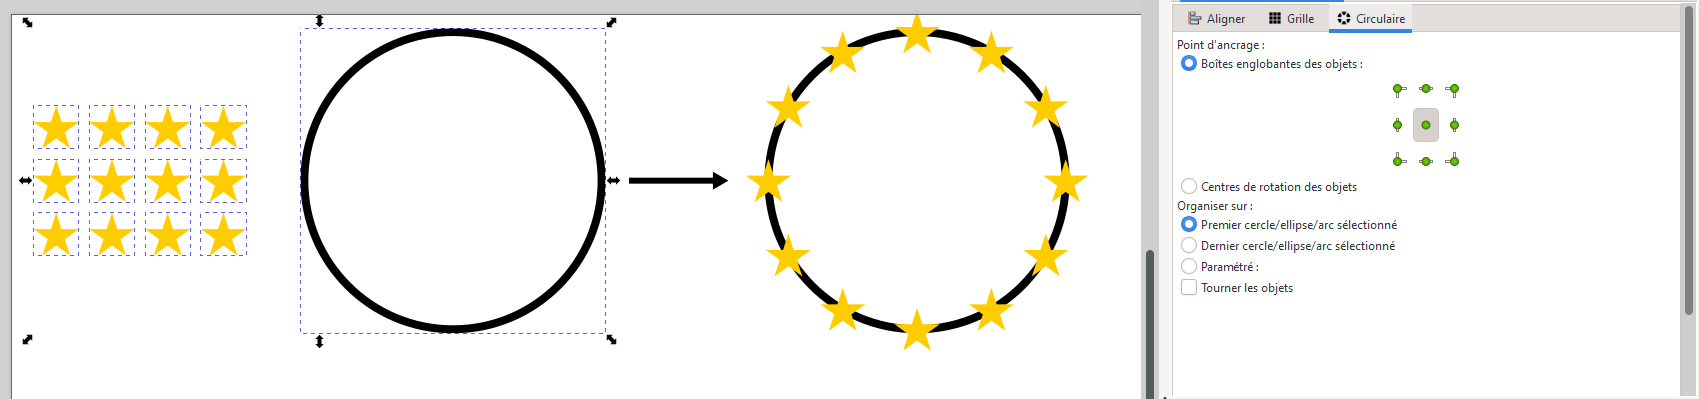 Aligner Grille Circulaire
Point d'ancrage :
Boîtes englobantes des objets :
Centres de rotation des objets
Organiser sur :
Premier cercle/ellipse/arc sélectionné
Dernier cercle/ellipse/arc sélectionné
Paramétré :
Tourner les objets